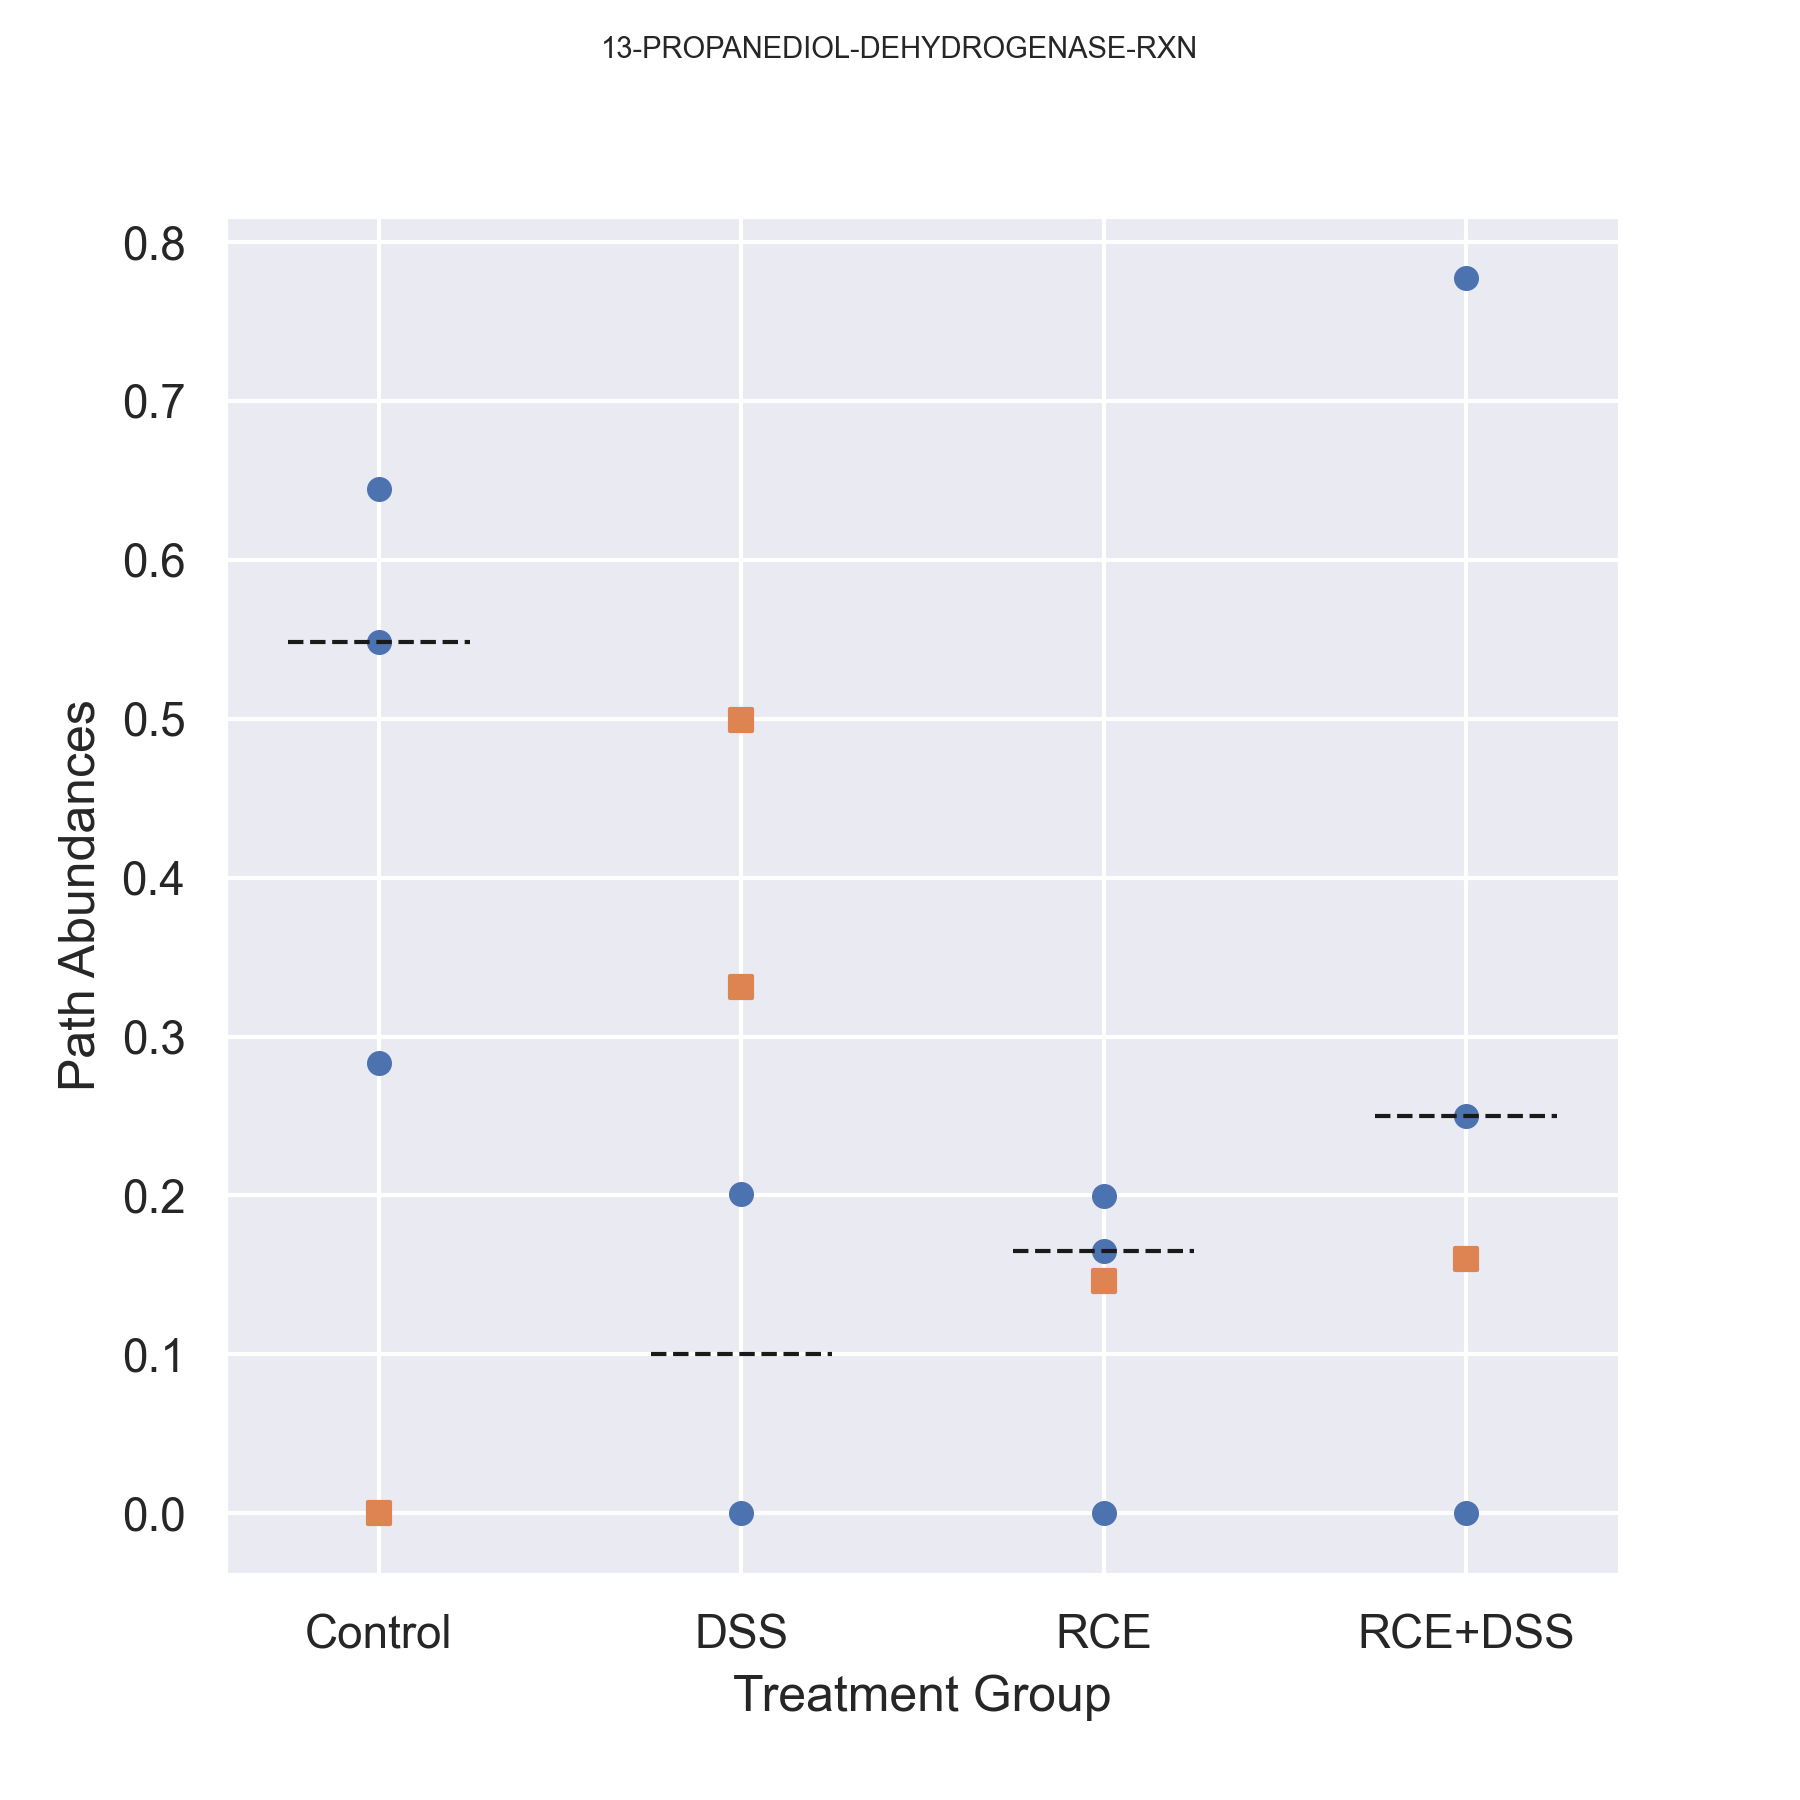 13-PROPANEDIOL-DEHYDROGENASE-RXN
0.8
0.7
0.6
0.5
0.4
0.3
0.2
0.1
0.0
Path Abundances
Control DSS RCE RCE+DSS
Treatment Group